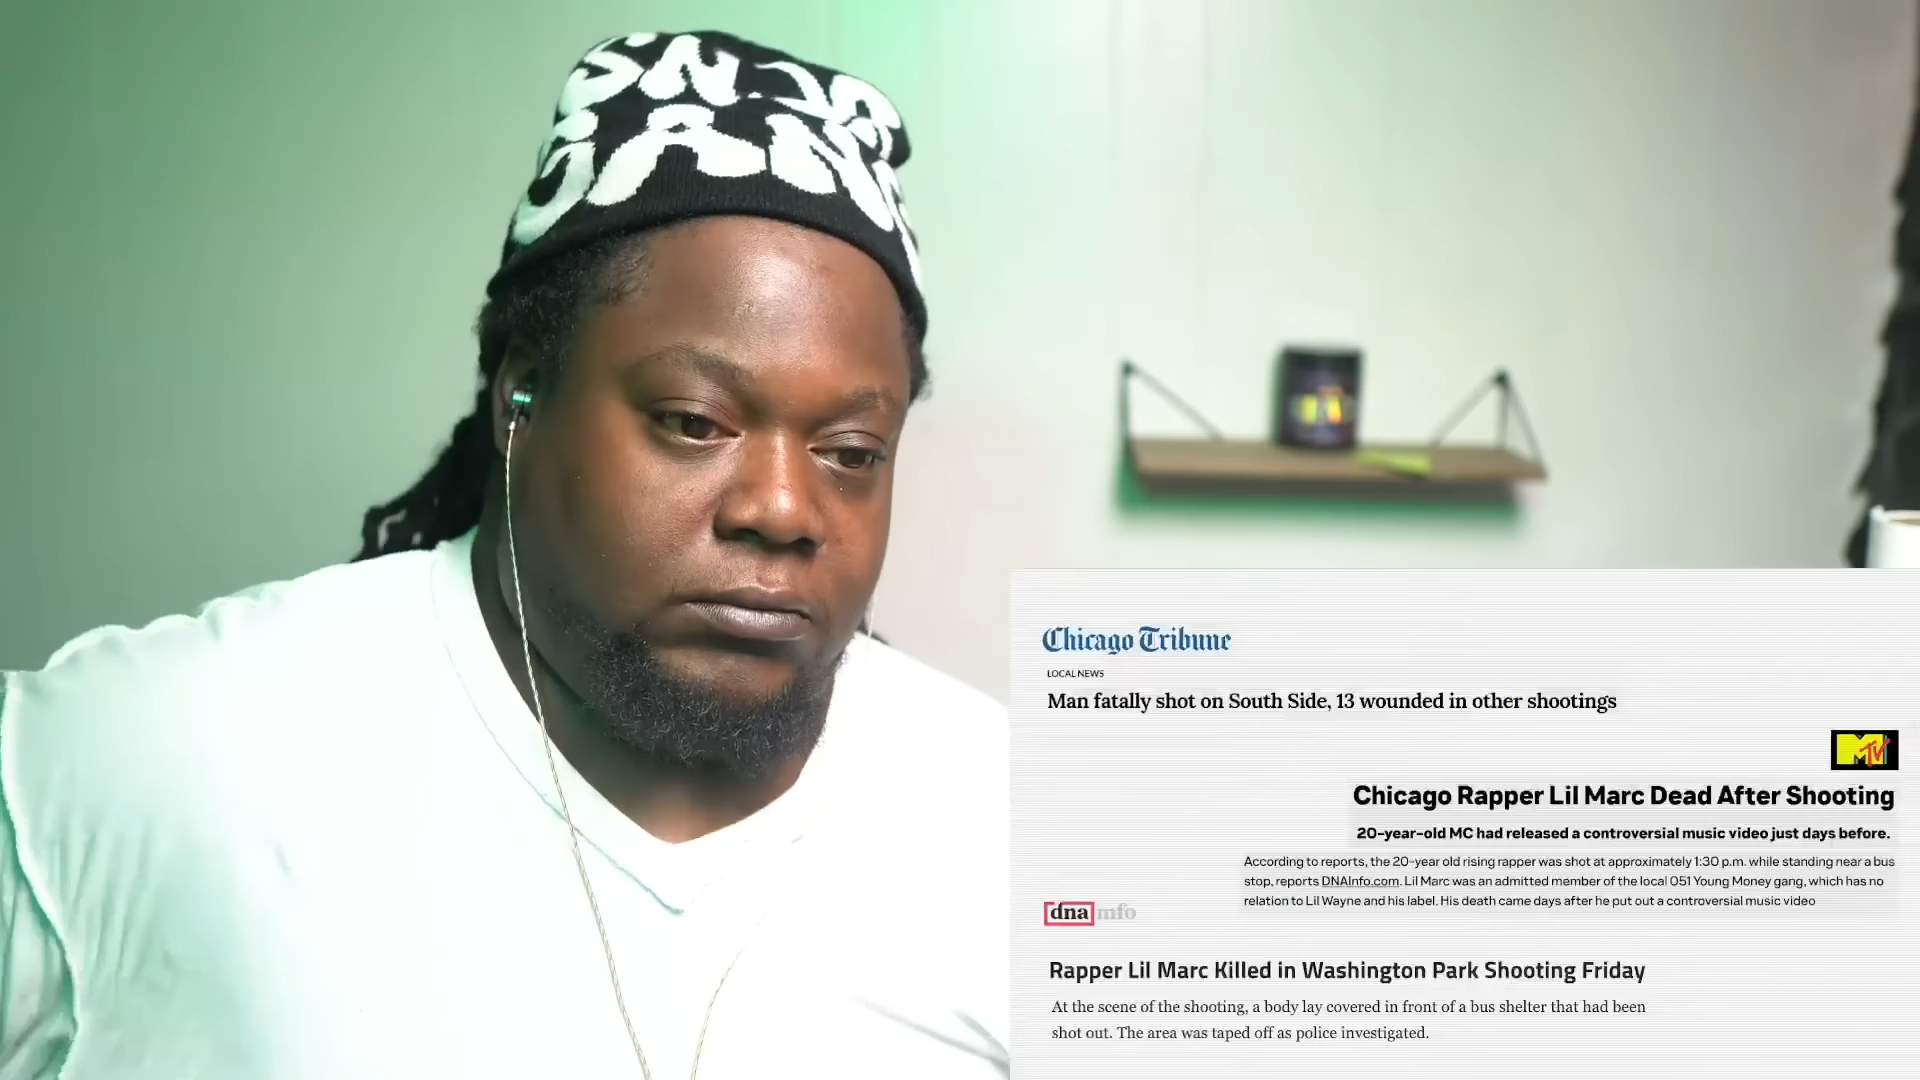 Chicago Tribune
LOCAL NEWS
Man fatally shot on South Side, 13 wounded in other shootings
MTV
Chicago Rapper Lil Marc Dead After Shooting
20-year-old MC had released a controversial music video just days before.
According to reports, the 20-year old rising rapper was shot at approximately 1:30 p.m. while standing near a bus
stop, reports DNAInfo.com. Lil Marc was an admitted member of the local 051 Young Money gang, which has no
relation to Lil Wayne and his label. His death came days after he put out a controversial music video
dna info
Rapper Lil Marc Killed in Washington Park Shooting Friday
At the scene of the shooting, a body lay covered in front of a bus shelter that had been
shot out. The area was taped off as police investigated.